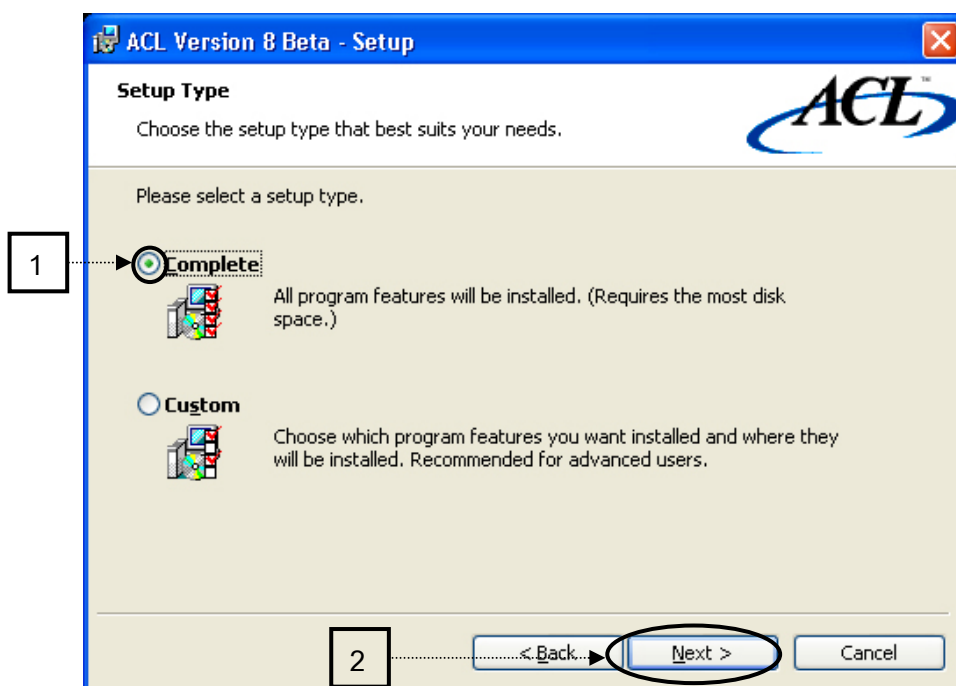 ACL Version 8 Beta - Setup
Setup Type
Choose the setup type that best suits your needs.
ACL™
Please select a setup type.
1
Complete
All program features will be installed. (Requires the most disk
space.)
Custom
Choose which program features you want installed and where they
will be installed. Recommended for advanced users.
2
< Back
Next >
Cancel